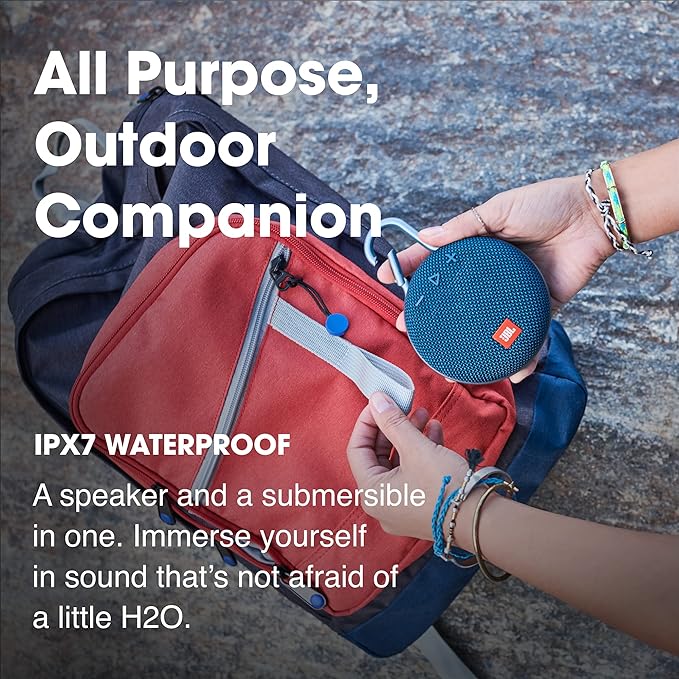 All Purpose,
Outdoor
Companion
JBL
IPX7 WATERPROOF
A speaker and a submersible
in one. Immerse yourself
in sound that’s not afraid of
a little H2O.